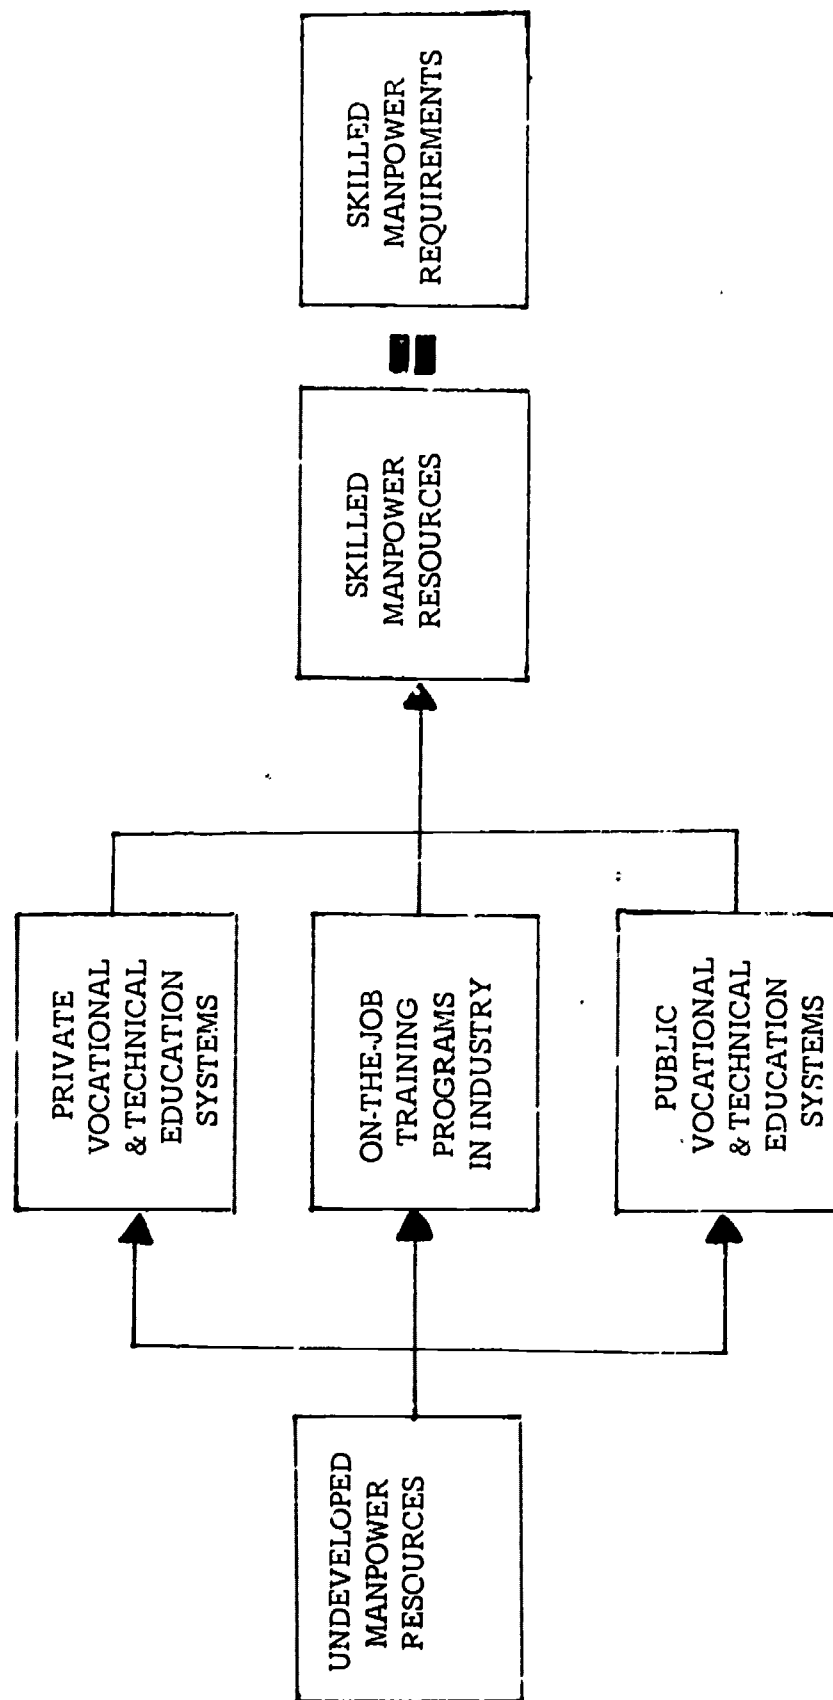 UNDEVELOPED
MANPOWER
RESOURCES
PRIVATE
VOCATIONAL
& TECHNICAL
EDUCATION
SYSTEMS
ON-THE-JOB
TRAINING
PROGRAMS
IN INDUSTRY
PUBLIC
VOCATIONAL
& TECHNICAL
EDUCATION
SYSTEMS
SKILLED
MANPOWER
RESOURCES
=
SKILLED
MANPOWER
REQUIREMENTS